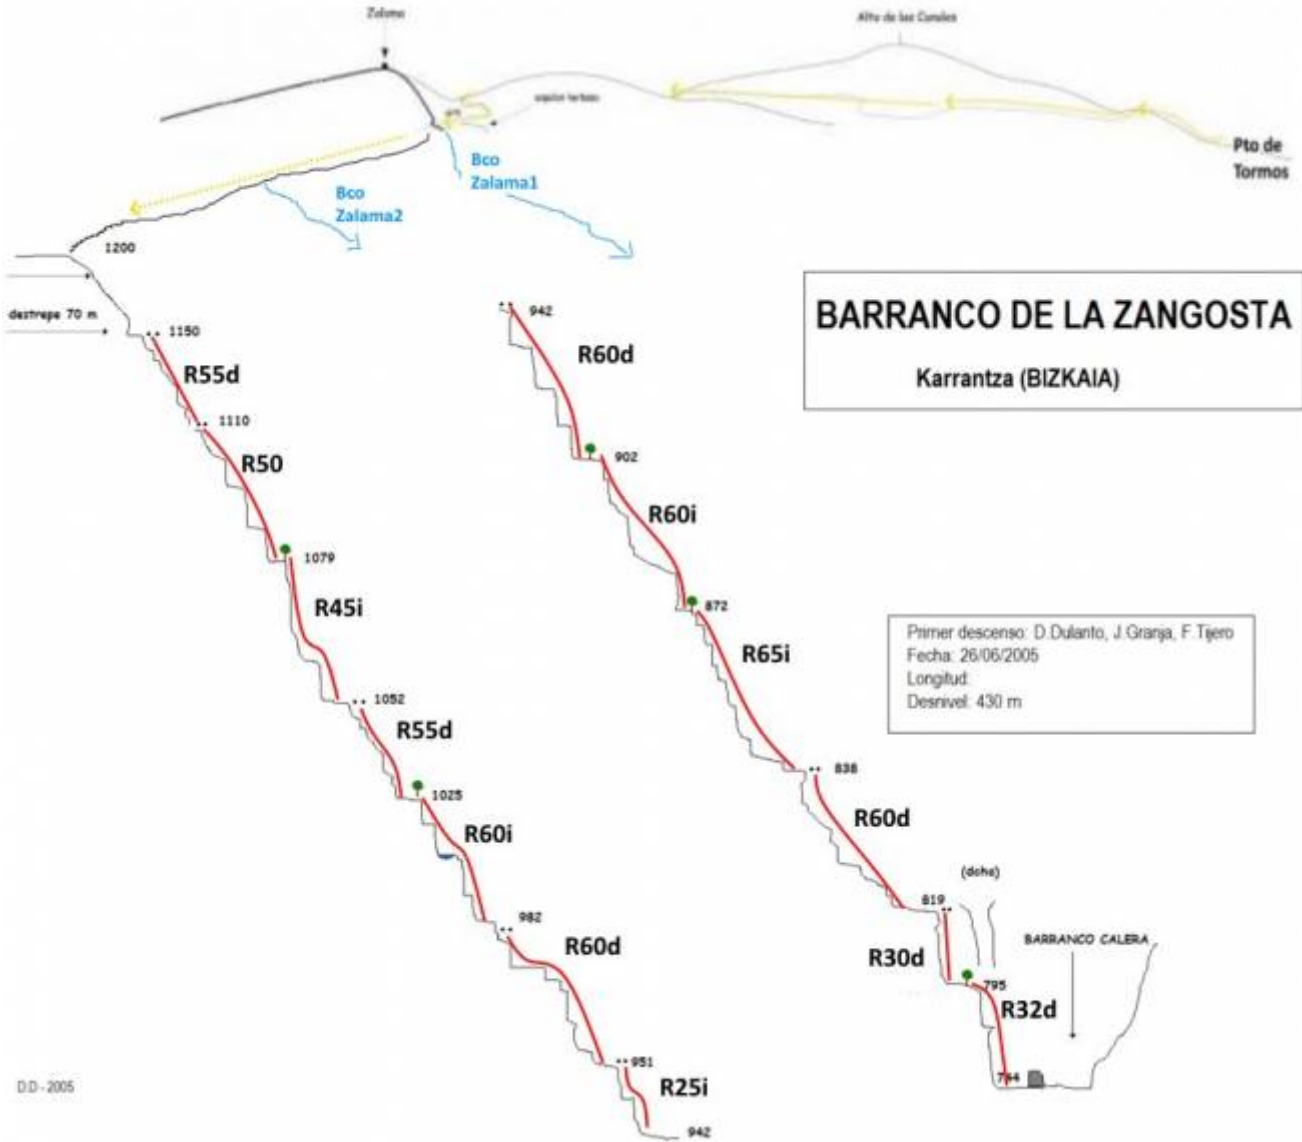 Zalama
Alto de los Canales
Pto de
Tormos
Bco
Zalama1
Bco
Zalama2
1200
destrepe 70 m
1150
R55d
1110
R50
1079
R45i
1052
R55d
1025
R60i
982
R60d
951
R25i
942
942
R60d
902
R60i
872
R65i
838
R60d
819
(dcha)
R30d
795
R32d
BARRANCO CALERA
BARRANCO DE LA ZANGOSTA
Karrantza (BIZKAIA)
Primer descenso: D.Dulanto, J.Granja, F.Tijero
Fecha: 26/06/2005
Longitud:
Desnivel: 430 m
D.D - 2005